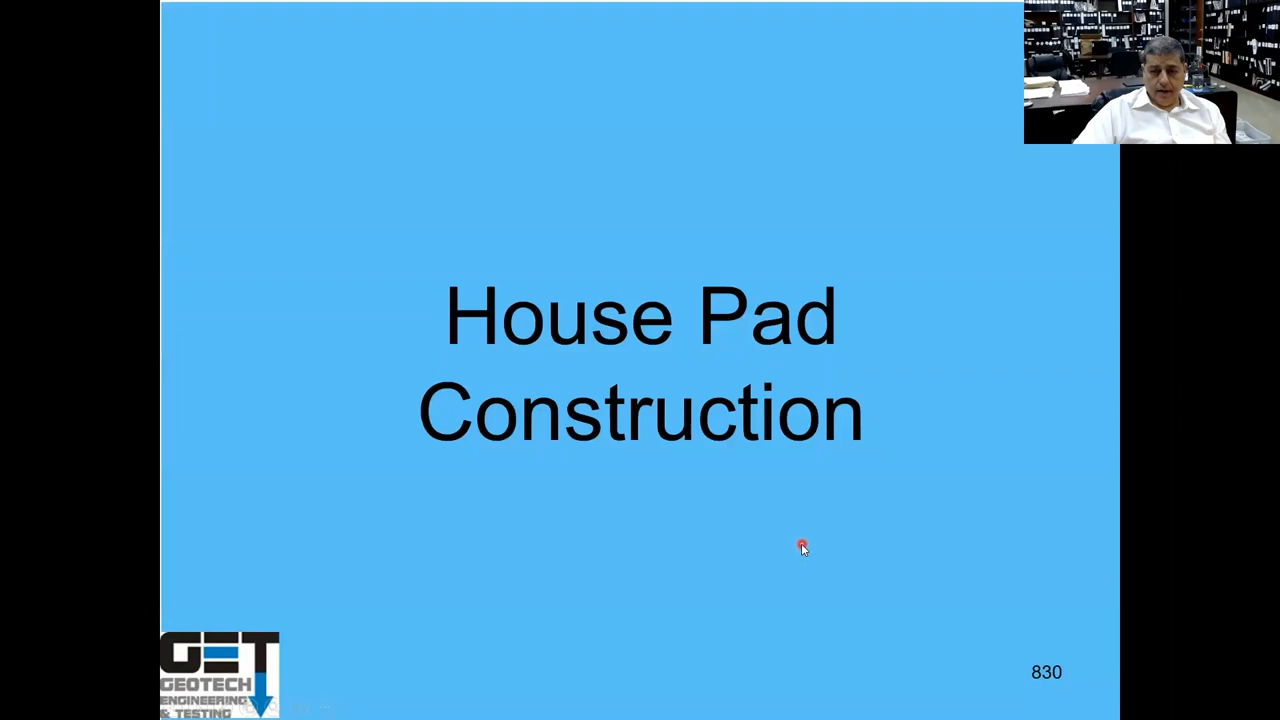 House Pad
Construction
GET
GEOTECH
ENGINEERING
& TESTING
830